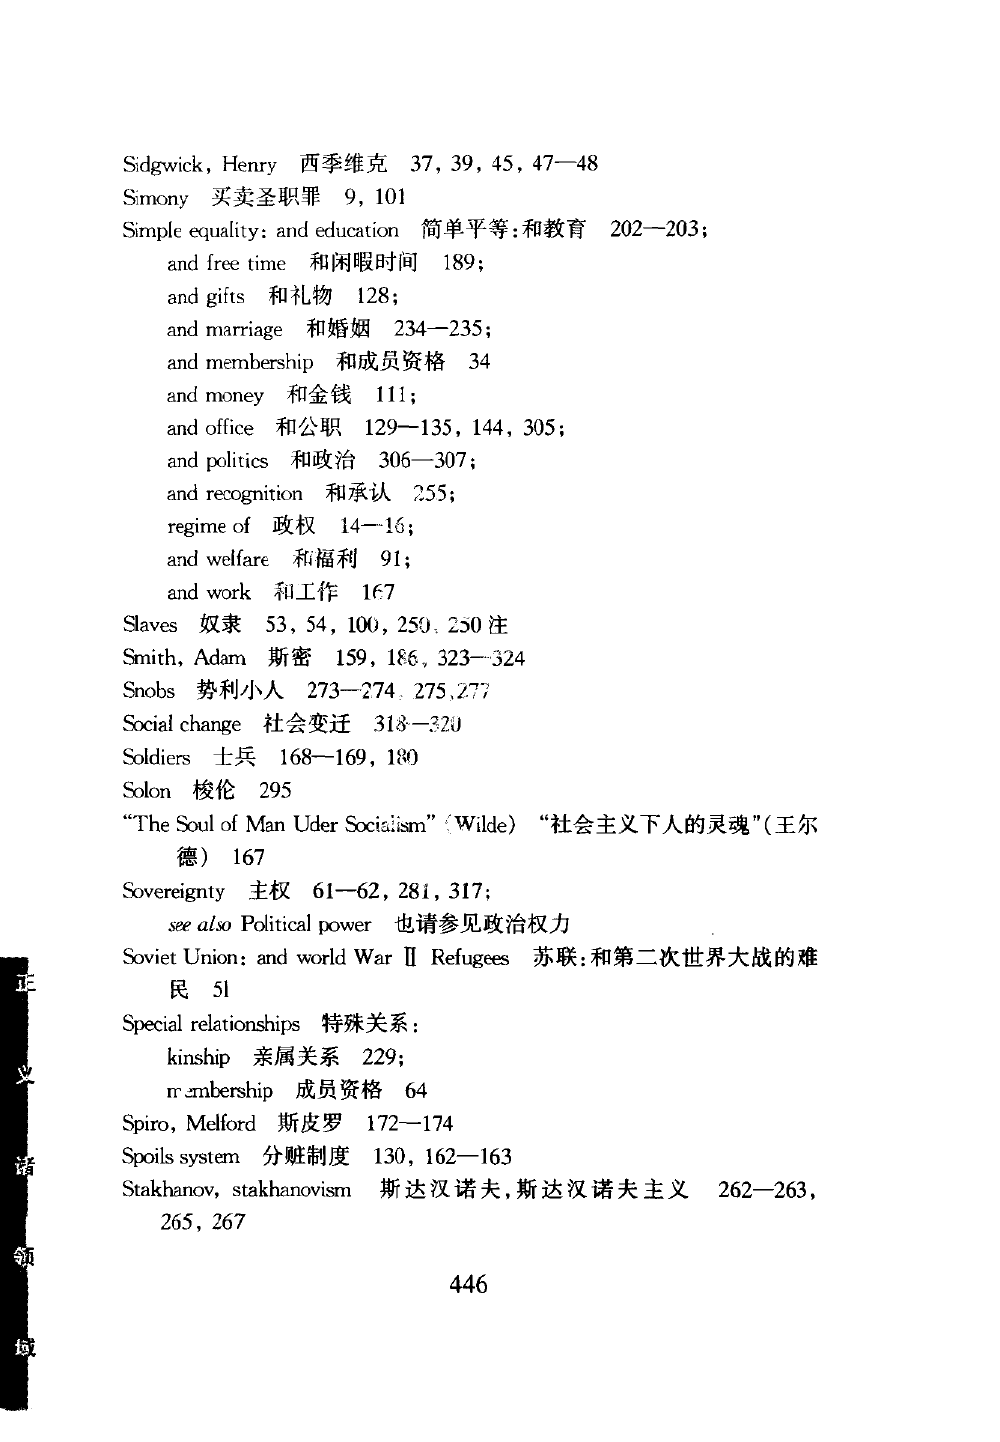 Sidgwick, Henry 西季维克 37, 39, 45, 47—48
Simony 买卖圣职罪 9, 101
Simple equality: and education 简单平等:和教育 202—203;
and free time 和闲暇时间 189;
and gifts 和礼物 128;
and marriage 和婚姻 234—235;
and membership 和成员资格 34
and money 和金钱 111;
and office 和公职 129—135, 144, 305;
and politics 和政治 306—307;
and recognition 和承认 255;
regime of 政权 14—16;
and welfare 和福利 91;
and work 和工作 167
Slaves 奴隶 53, 54, 100, 250, 250注
Smith, Adam 斯密 159, 186, 323—324
Snobs 势利小人 273—274, 275,277
Social change 社会变迁 318—320
Soldiers 士兵 168—169, 180
Solon 梭伦 295
“The Soul of Man Uder Socialism” (Wilde) “社会主义下人的灵魂”(王尔
德) 167
Sovereignty 主权 61—62, 281, 317;
see also Political power 也请参见政治权力
Soviet Union: and world War Ⅱ Refugees 苏联:和第二次世界大战的难
民 51
Special relationships 特殊关系:
kinship 亲属关系 229;
membership 成员资格 64
Spiro, Melford 斯皮罗 172—174
Spoils system 分赃制度 130, 162—163
Stakhanov, stakhanovism 斯达汉诺夫,斯达汉诺夫主义 262—263,
265, 267
446
正
义
诸
领
域